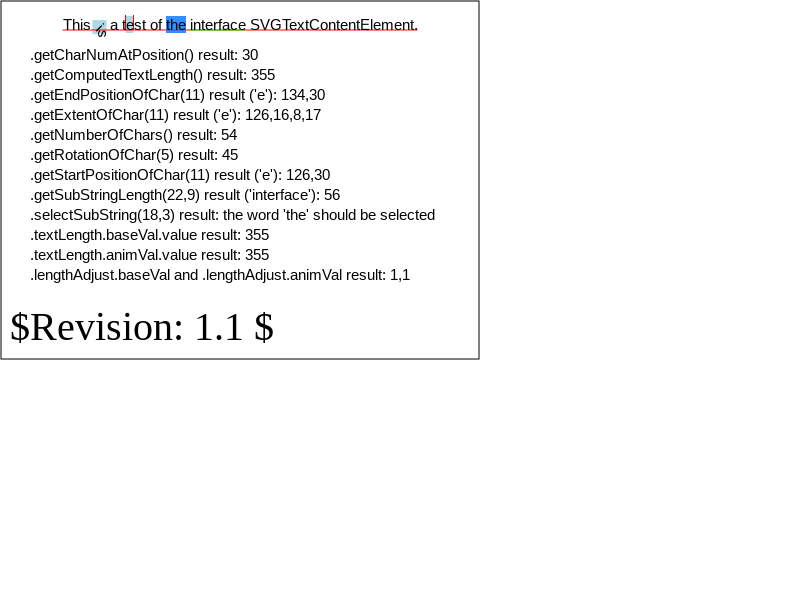 This is a test of the interface SVGTextContentElement.
.getCharNumAtPosition() result: 30
.getComputedTextLength() result: 355
.getEndPositionOfChar(11) result ('e'): 134,30
.getExtentOfChar(11) result ('e'): 126,16,8,17
.getNumberOfChars() result: 54
.getRotationOfChar(5) result: 45
.getStartPositionOfChar(11) result ('e'): 126,30
.getSubStringLength(22,9) result ('interface'): 56
.selectSubString(18,3) result: the word 'the' should be selected
.textLength.baseVal.value result: 355
.textLength.animVal.value result: 355
.lengthAdjust.baseVal and .lengthAdjust.animVal result: 1,1
$Revision: 1.1 $